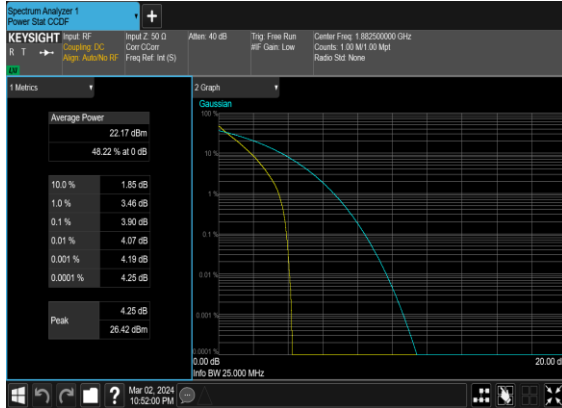 Spectrum Analyzer 1
Power Stat CCDF
+
KEYSIGHT
R T
Input: RF
Coupling: DC
Align: Auto/No RF
Input Z: 50 Ω
Corr CCorr
Freq Ref: Int (S)
Atten: 40 dB
Trig: Free Run
#IF Gain: Low
Center Freq: 1.882500000 GHz
Counts: 1.00 M/1.00 Mpt
Radio Std: None
1 Metrics
Average Power
22.17 dBm
48.22 % at 0 dB
10.0 % 1.85 dB
1.0 % 3.46 dB
0.1 % 3.90 dB
0.01 % 4.07 dB
0.001 % 4.19 dB
0.0001 % 4.25 dB
Peak
4.25 dB
26.42 dBm
2 Graph
Gaussian
100 %
10 %
1 %
0.1 %
0.01 %
0.001 %
0.0001 %
0.00 dB
20.00 d
Info BW 25.000 MHz
?
Mar 02, 2024
10:52:00 PM